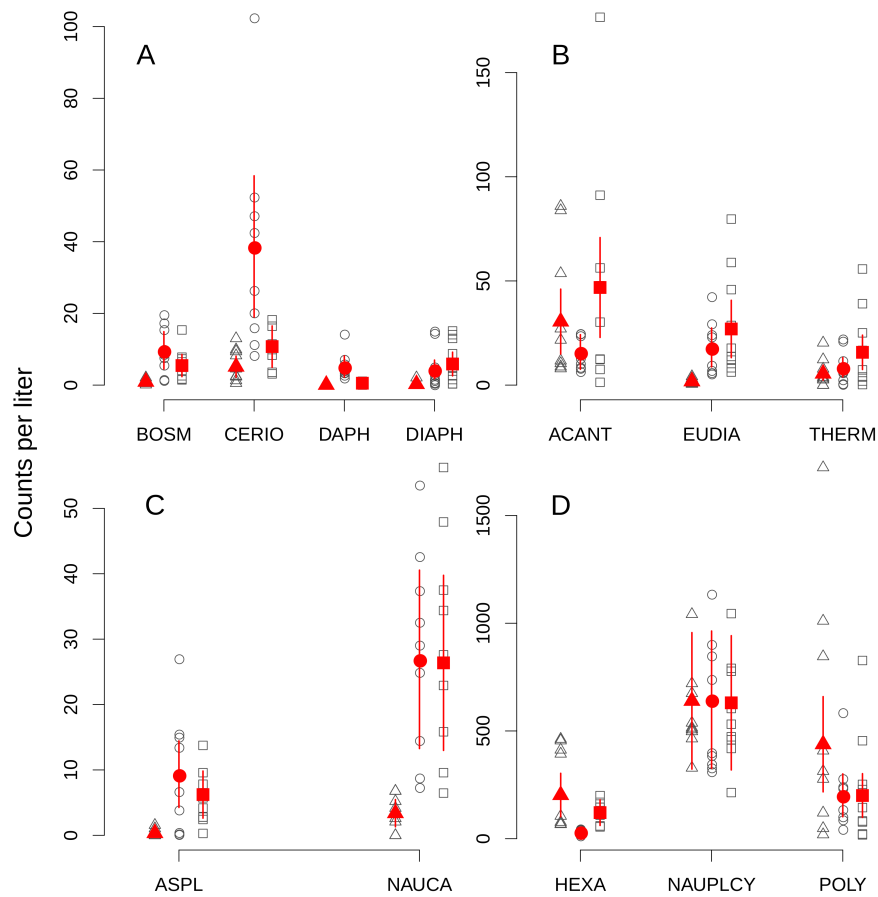 Counts per liter
A
100
80
60
40
20
0
BOSM CERIO DAPH DIAPH
B
150
100
50
0
ACANT EUDIA THERM
C
50
40
30
20
10
0
ASPL NAUCA
D
1500
1000
500
0
HEXA NAUPLCY POLY